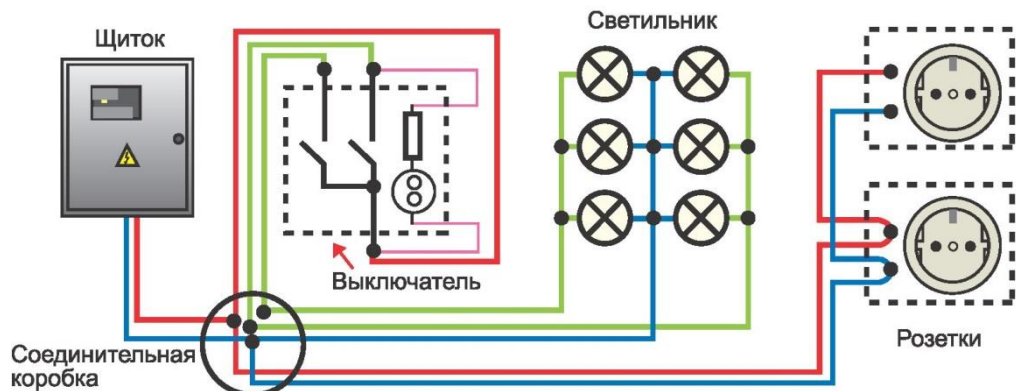 Щиток
Светильник
Выключатель
Соединительная
коробка
Розетки